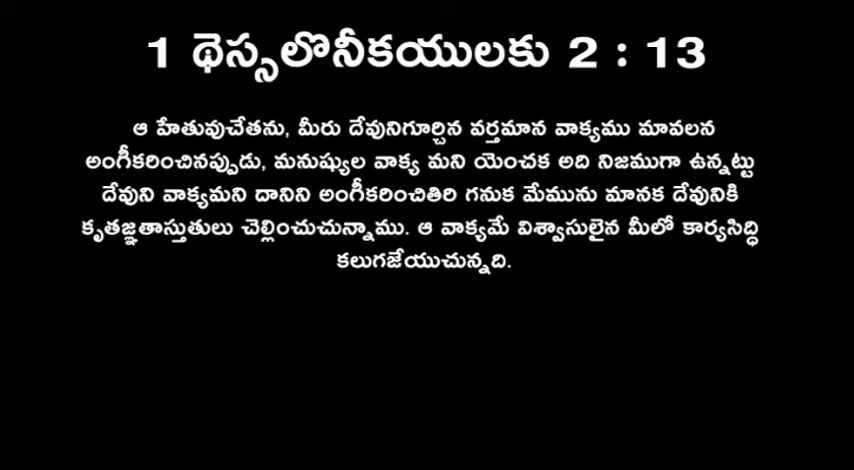 1 థెస్సలొనీకయులకు 2 : 13
ఆ హేతువుచేతను, మీరు దేవునిగూర్చిన వర్తమాన వాక్యము మావలన
అంగీకరించినప్పుడు, మనుష్యుల వాక్య మని యెంచక అది నిజముగా ఉన్నట్టు
దేవుని వాక్యమని దానిని అంగీకరించితిరి గనుక మేమును మానక దేవునికి
కృతజ్ఞతాస్తుతులు చెల్లించుచున్నాము. ఆ వాక్యమే విశ్వాసులైన మీలో కార్యసిద్ధి
కలుగజేయుచున్నది.